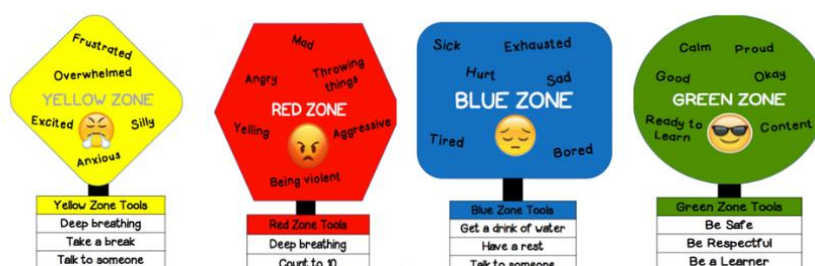 Frustrated
Overwhelmed
YELLOW ZONE
Excited
Silly
Anxious
Yellow Zone Tools
Deep breathing
Take a break
Talk to someone
Mad
Throwing
things
Angry
RED ZONE
Yelling
Aggressive
Being violent
Red Zone Tools
Deep breathing
Count to 10
Sick
Exhausted
Hurt
Sad
BLUE ZONE
Tired
Bored
Blue Zone Tools
Get a drink of water
Have a rest
Talk to someone
Calm
Proud
Good
Okay
GREEN ZONE
Ready to
Learn
Content
Green Zone Tools
Be Safe
Be Respectful
Be a Learner